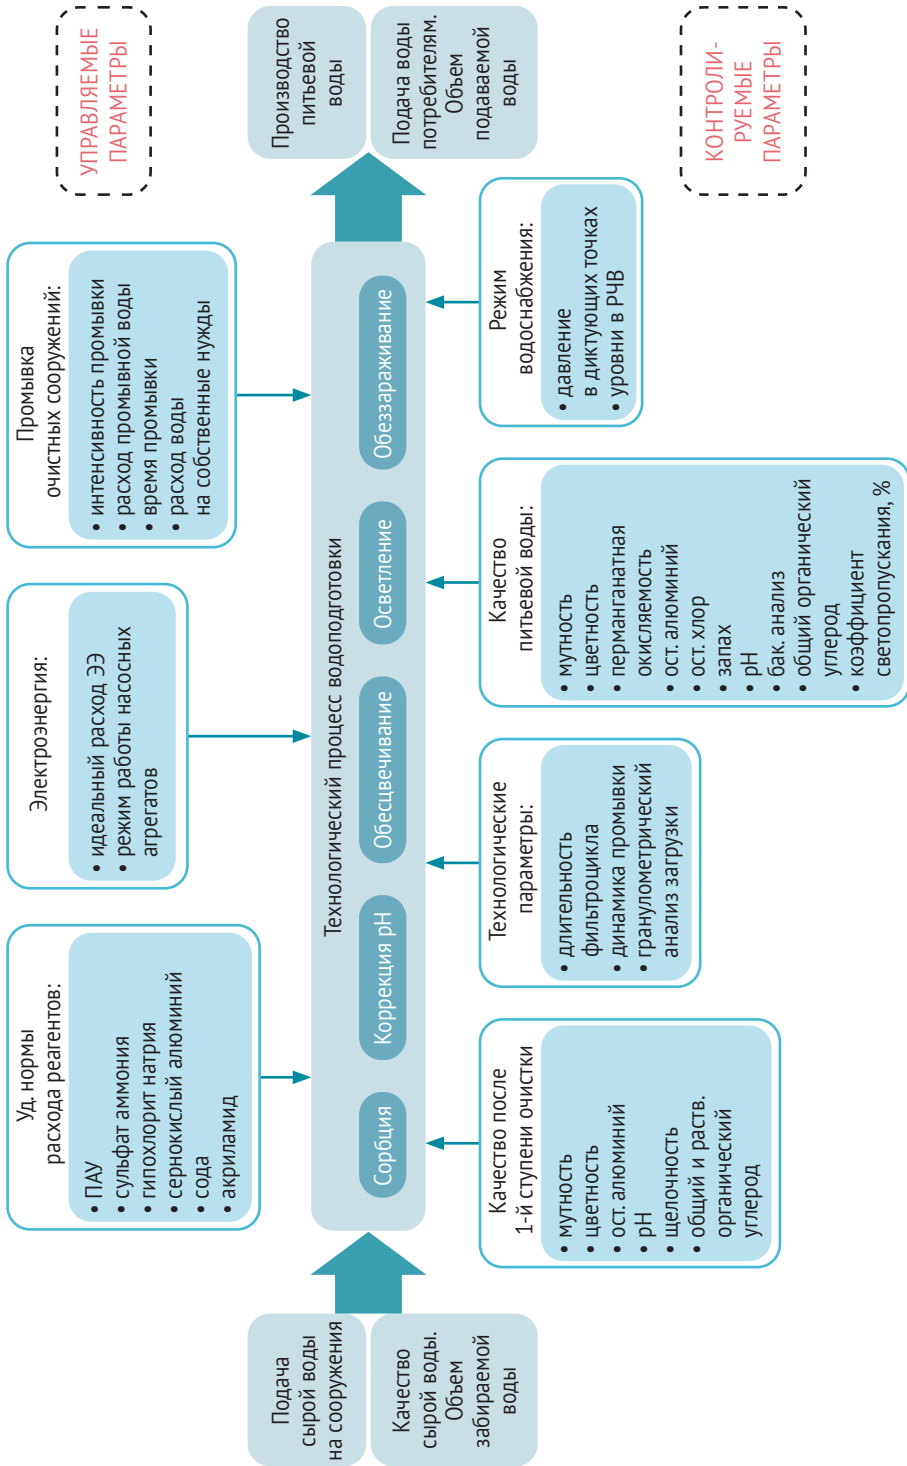 УПРАВЛЯЕМЫЕ
ПАРАМЕТРЫ
Уд. нормы
расхода реагентов:
• ПАУ
• сульфат аммония
• гипохлорит натрия
• сернокислый алюминий
• сода
• акриламид
Электроэнергия:
• идеальный расход ЭЭ
• режим работы насосных
агрегатов
Промывка
очистных сооружений:
• интенсивность промывки
• расход промывной воды
• время промывки
• расход воды
на собственные нужды
Подача
сырой воды
на сооружения
Качество
сырой воды.
Объем
забираемой
воды
Технологический процесс водоподготовки
Сорбция
Коррекция pH
Обесцвечивание
Осветление
Обеззараживание
Производство
питьевой
воды
Подача воды
потребителям.
Объем
подаваемой
воды
Качество после
1-й ступени очистки
• мутность
• цветность
• ост. алюминий
• pH
• щелочность
• общий и раств.
органический
углерод
Технологические
параметры:
• длительность
фильтроцикла
• динамика промывки
• гранулометрический
анализ загрузки
Качество
питьевой воды:
• мутность
• цветность
• перманганатная
окисляемость
• ост. алюминий
• ост. хлор
• запах
• pH
• бак. анализ
• общий органический
углерод
• коэффициент
светопропускания, %
Режим
водоснабжения:
• давление
в диктующих точках
• уровни в РЧВ
КОНТРОЛИ-
РУЕМЫЕ
ПАРАМЕТРЫ